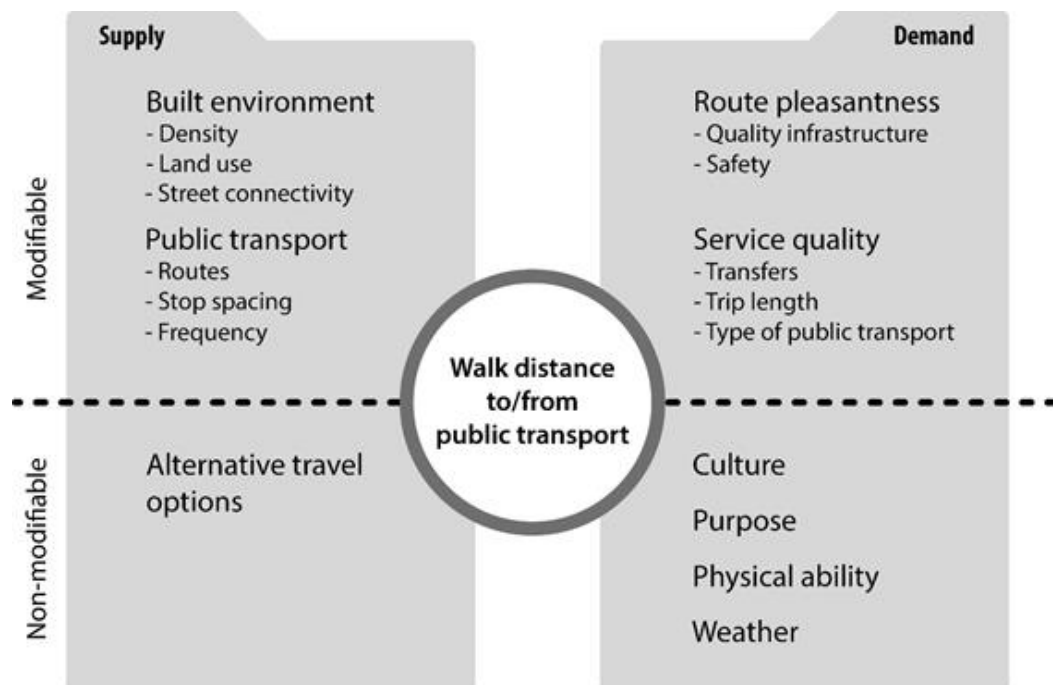 Supply
Built environment
- Density
- Land use
- Street connectivity
Public transport
- Routes
- Stop spacing
- Frequency
Alternative travel
options
Walk distance
to/from
public transport
Demand
Route pleasantness
- Quality infrastructure
- Safety
Service quality
- Transfers
- Trip length
- Type of public transport
Culture
Purpose
Physical ability
Weather
Modifiable
Non-modifiable